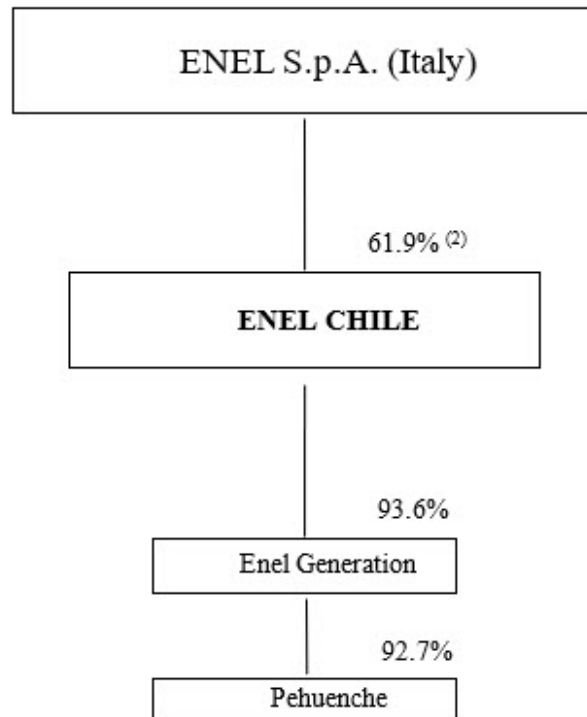 ENEL S.p.A. (Italy)
61.9% (2)
ENEL CHILE
93.6%
Enel Generation
92.7%
Pehuenche